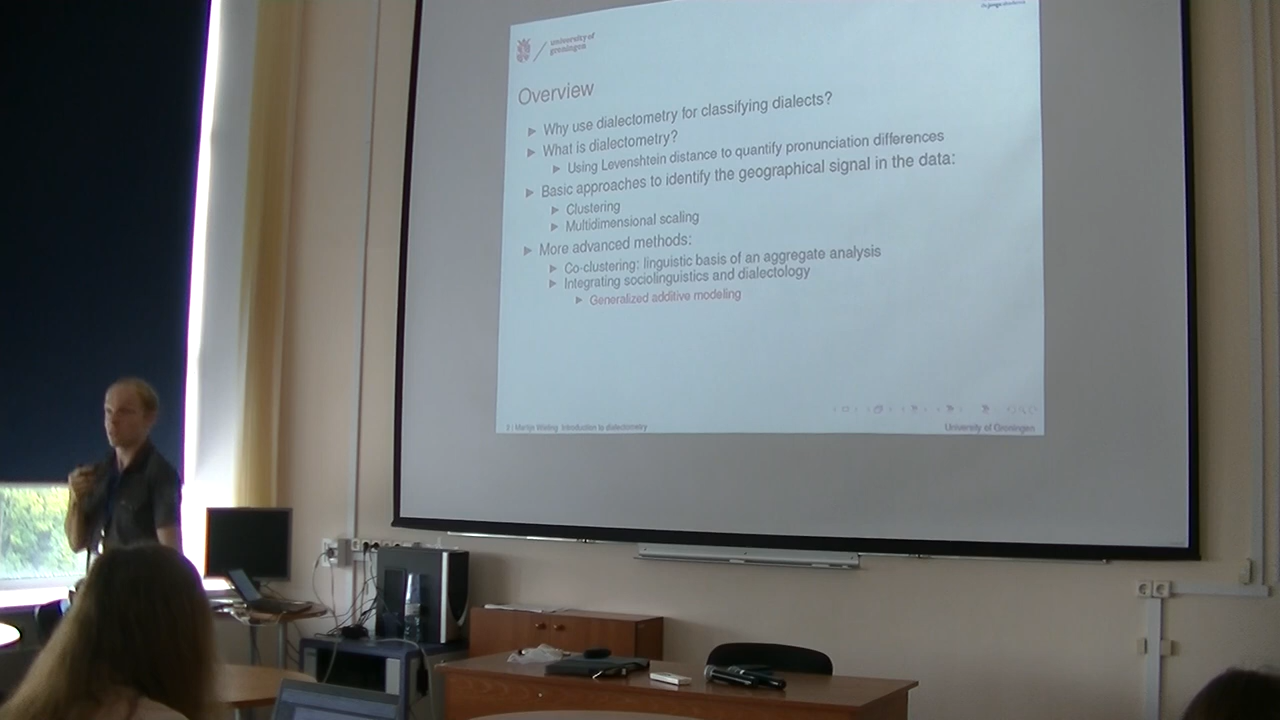 university of
groningen
Overview
Why use dialectometry for classifying dialects?
What is dialectometry?
Using Levenshtein distance to quantify pronunciation differences
Basic approaches to identify the geographical signal in the data:
Clustering
Multidimensional scaling
More advanced methods:
Co-clustering: linguistic basis of an aggregate analysis
Integrating sociolinguistics and dialectology
Generalized additive modeling
Martijn Wieling Introduction to dialectometry
University of Groningen